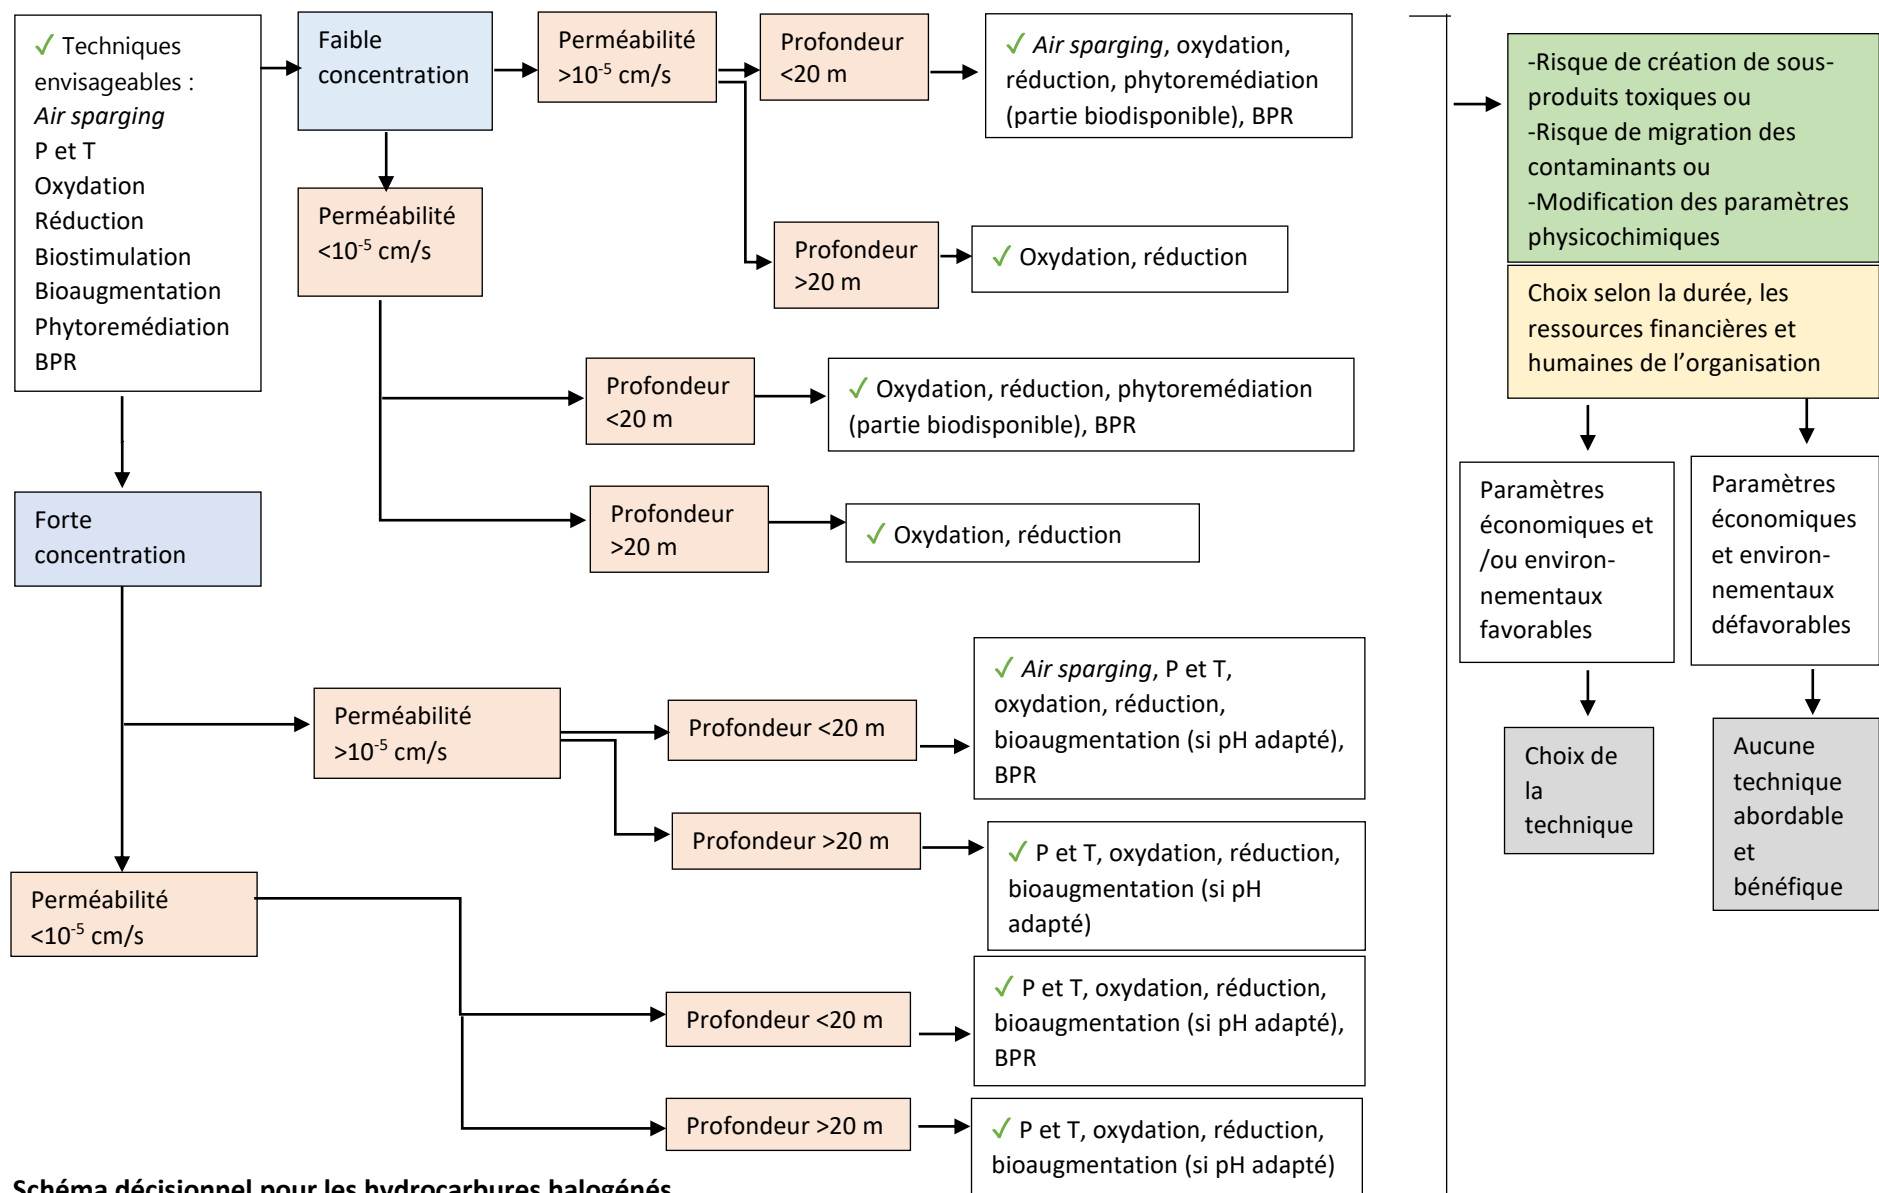 ✓ Techniques
envisageables :
Air sparging
P et T
Oxydation
Réduction
Biostimulation
Bioaugmentation
Phytoremédiation
BPR
Faible
concentration
Perméabilité
>10⁻⁵ cm/s
Profondeur
<20 m
✓ Air sparging, oxydation,
réduction, phytoremédiation
(partie biodisponible), BPR
Profondeur
>20 m
✓ Oxydation, réduction
Perméabilité
<10⁻⁵ cm/s
Profondeur
<20 m
✓ Oxydation, réduction, phytoremédiation
(partie biodisponible), BPR
Profondeur
>20 m
✓ Oxydation, réduction
Forte
concentration
Perméabilité
>10⁻⁵ cm/s
Profondeur <20 m
✓ Air sparging, P et T,
oxydation, réduction,
bioaugmentation (si pH adapté),
BPR
Profondeur >20 m
✓ P et T, oxydation, réduction,
bioaugmentation (si pH
adapté)
Perméabilité
<10⁻⁵ cm/s
Profondeur <20 m
✓ P et T, oxydation, réduction,
bioaugmentation (si pH adapté),
BPR
Profondeur >20 m
✓ P et T, oxydation, réduction,
bioaugmentation (si pH adapté)
-Risque de création de sous-
produits toxiques ou
-Risque de migration des
contaminants ou
-Modification des paramètres
physicochimiques
Choix selon la durée, les
ressources financières et
humaines de l'organisation
Paramètres
économiques et
/ou environ-
nementaux
favorables
Choix de
la
technique
Paramètres
économiques
et environ-
nementaux
défavorables
Aucune
technique
abordable
et
bénéfique
Schéma décisionnel pour les hydrocarbures halogénés